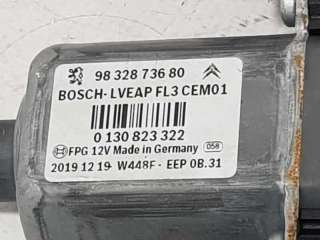 98 328 736 80
BOSCH-LVEAP FL3 CEM01
0 130 823 322
FPG 12V Made in Germany 058
2019 12 19 W448F - EEP 0B.31